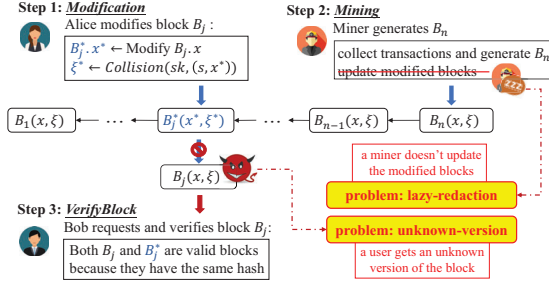 Step 1: Modification
Alice modifies block B_j :
B_j^*. x^* ← Modify B_j. x
ξ^* ← Collision(sk, (s, x^*))
Step 2: Mining
Miner generates B_n
collect transactions and generate B_n
update modified blocks
zzz
B_1(x, ξ) ... B_j^*(x^*, ξ^*) ... B_{n−1}(x, ξ) B_n(x, ξ)
B_j(x, ξ)
a miner doesn't update
the modified blocks
problem: lazy-redaction
problem: unknown-version
a user gets an unknown
version of the block
Step 3: VerifyBlock
Bob requests and verifies block B_j:
Both B_j and B_j^* are valid blocks
because they have the same hash